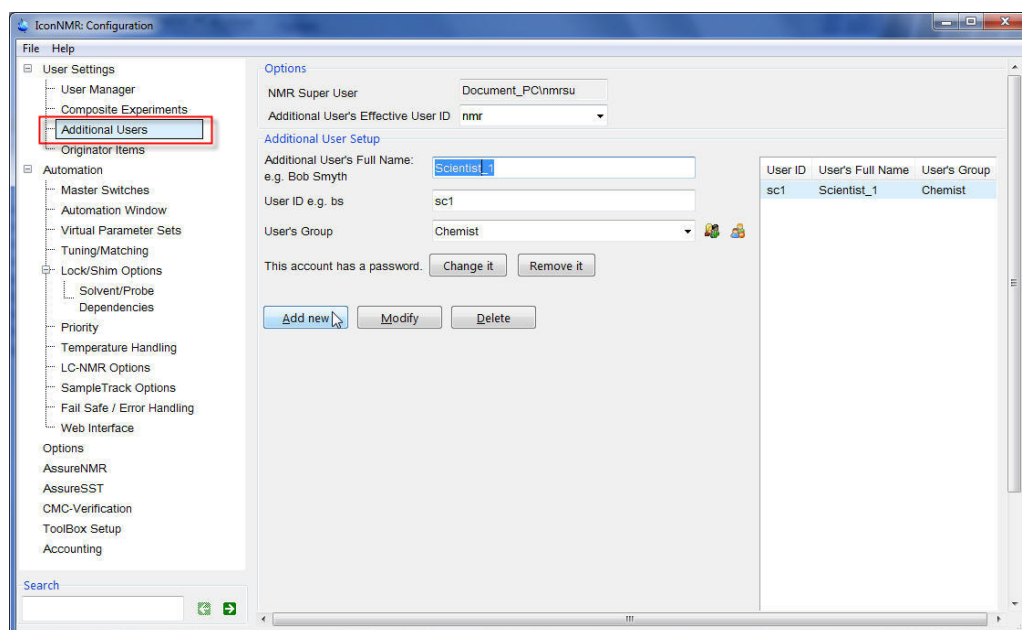 IconNMR: Configuration
File Help
User Settings
User Manager
Composite Experiments
Additional Users
Originator Items
Automation
Master Switches
Automation Window
Virtual Parameter Sets
Tuning/Matching
Lock/Shim Options
Solvent/Probe
Dependencies
Priority
Temperature Handling
LC-NMR Options
SampleTrack Options
Fail Safe / Error Handling
Web Interface
Options
AssureNMR
AssureSST
CMC-Verification
ToolBox Setup
Accounting
Search
Options
NMR Super User Document_PC\nmrsu
Additional User's Effective User ID nmr
Additional User Setup
Additional User's Full Name:
e.g. Bob Smyth
Scientist_1
User ID e.g. bs sc1
User's Group Chemist
This account has a password. Change it Remove it
Add new Modify Delete
User ID User's Full Name User's Group
sc1 Scientist_1 Chemist